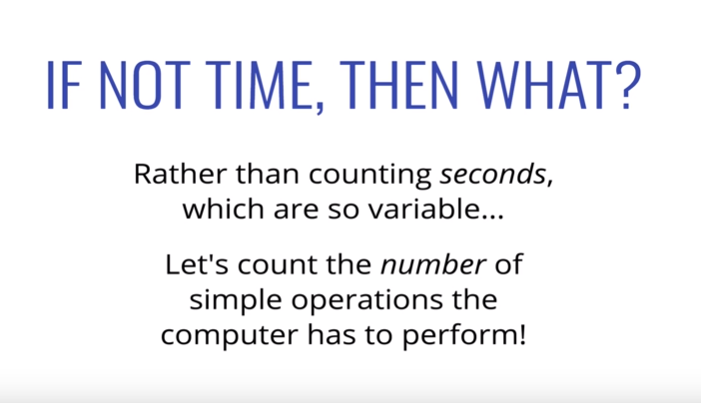 IF NOT TIME, THEN WHAT?
Rather than counting seconds,
which are so variable...
Let's count the number of
simple operations the
computer has to perform!